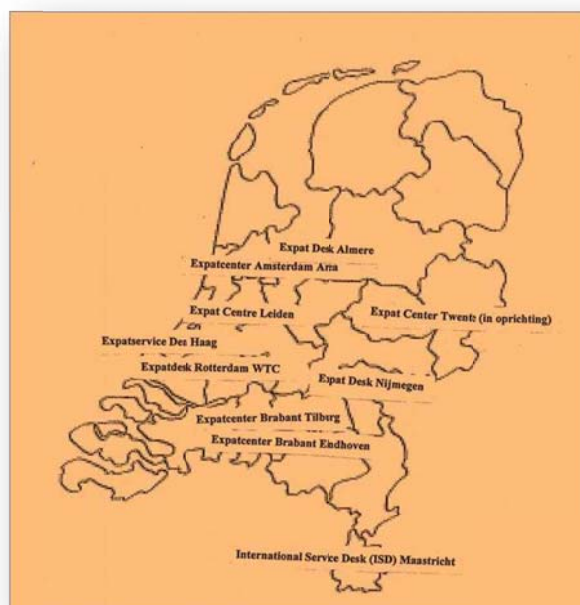 Expat Desk Almere
Expatcenter Amsterdam Area
Expat Centre Leiden
Expat Center Twente (in oprichting)
Expatservice Den Haag
Expatdesk Rotterdam WTC
Expat Desk Nijmegen
Expatcenter Brabant Tilburg
Expatcenter Brabant Eindhoven
International Service Desk (ISD) Maastricht